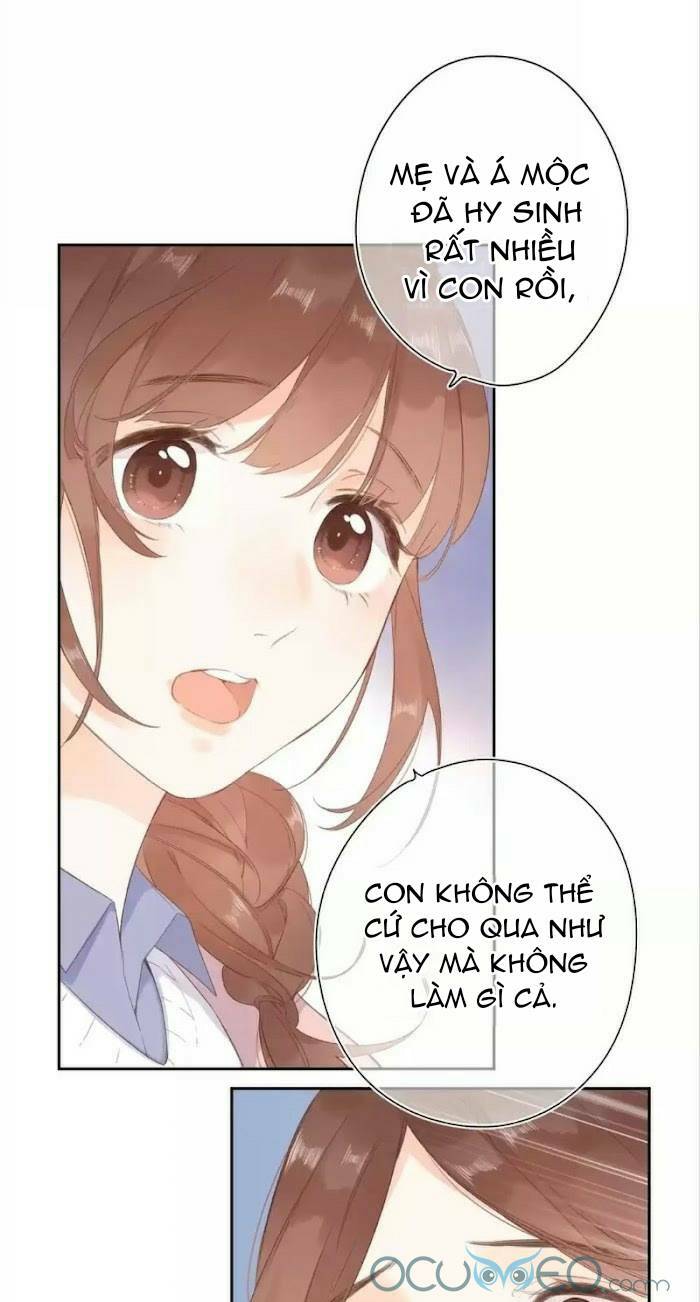 MẸ VÀ Á MỘC
ĐÃ HY SINH
RẤT NHIỀU
VÌ CON RỒI,
CON KHÔNG THỂ
CỨ CHO QUA NHƯ
VẬY MÀ KHÔNG
LÀM GÌ CẢ.
OCUMEO.com